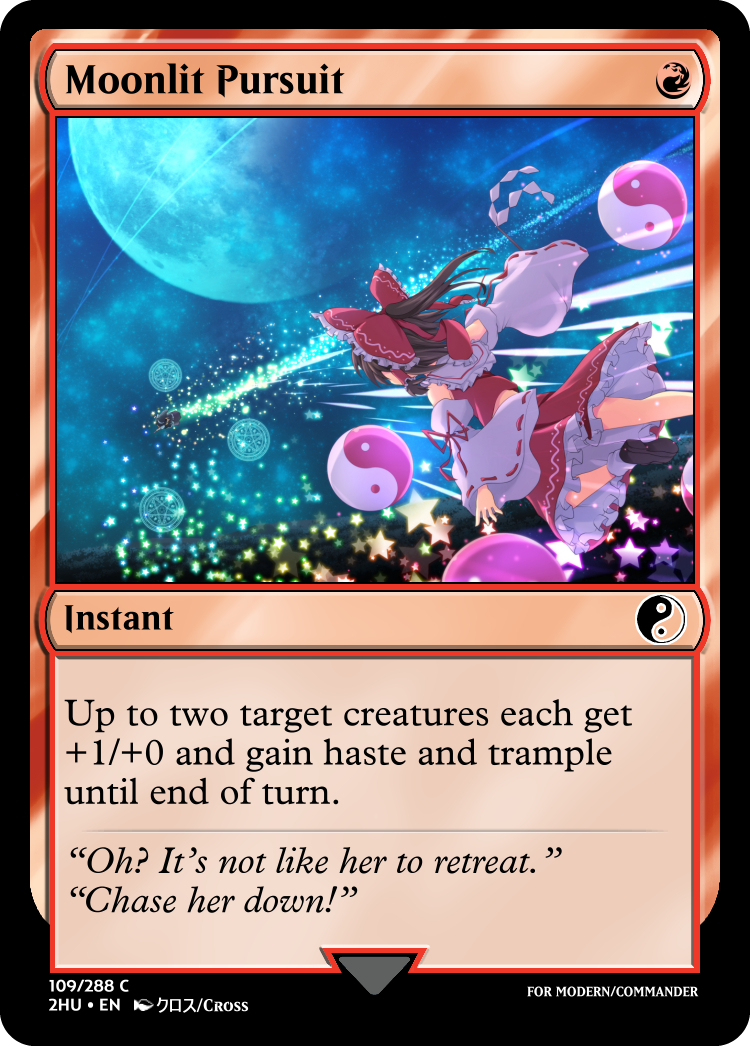 Moonlit Pursuit
Instant
Up to two target creatures each get
+1/+0 and gain haste and trample
until end of turn.
“Oh? It’s not like her to retreat.”
“Chase her down!”
109/288 C
2HU • EN クロス/Cross
FOR MODERN/COMMANDER